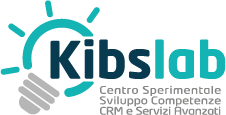 Kibslab
Centro Sperimentale
Sviluppo Competenze
CRM e Servizi Avanzati